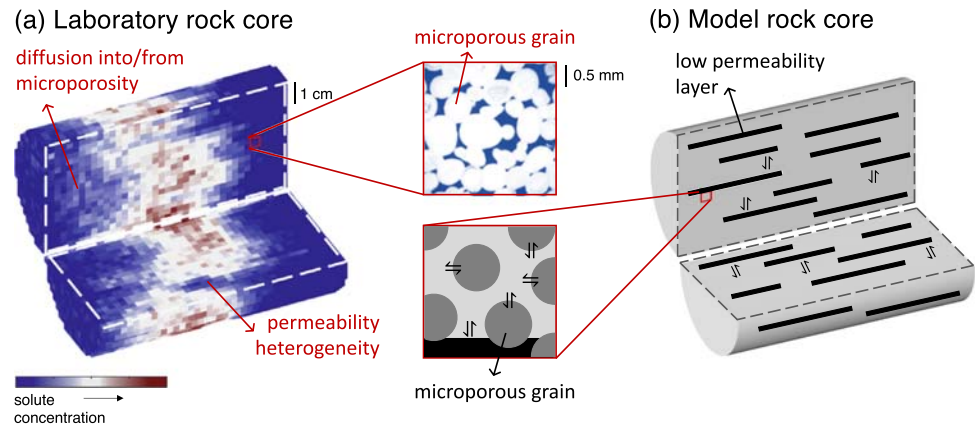 (a) Laboratory rock core
diffusion into/from
microporosity
1 cm
microporous grain
0.5 mm
permeability
heterogeneity
solute
concentration
microporous grain
(b) Model rock core
low permeability
layer